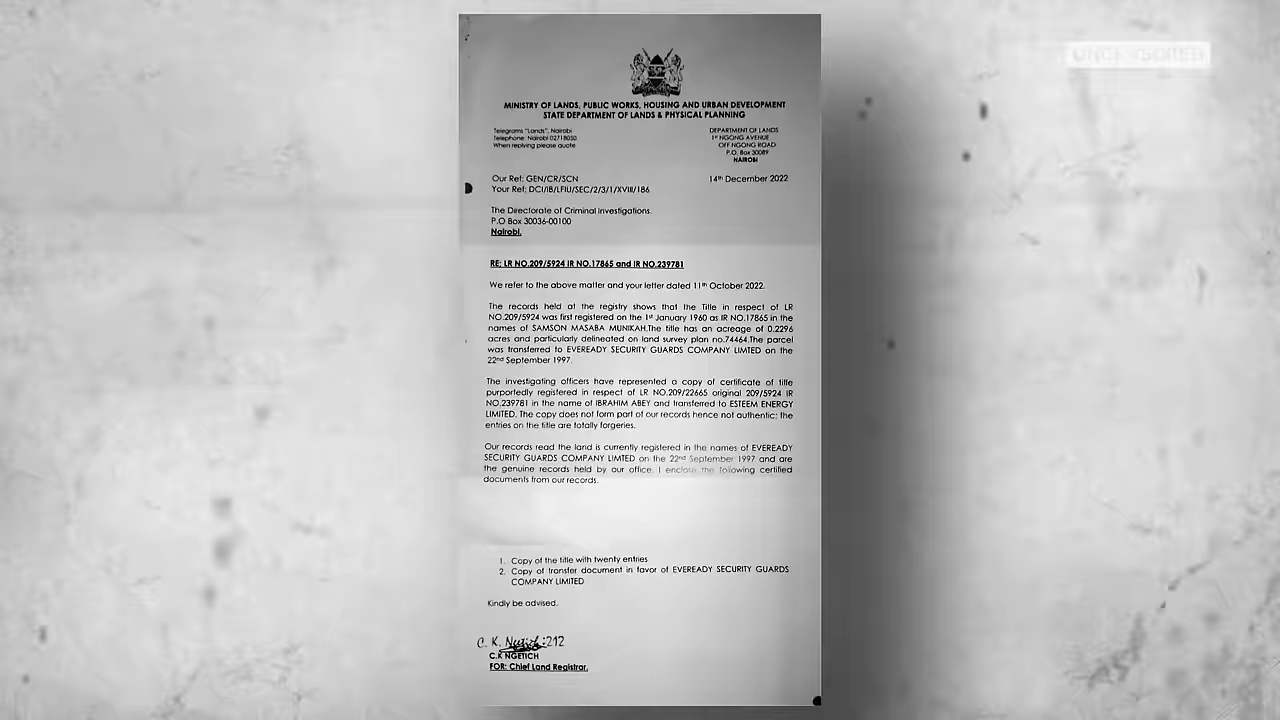 UNCENSORED
MINISTRY OF LANDS, PUBLIC WORKS, HOUSING AND URBAN DEVELOPMENT
STATE DEPARTMENT OF LANDS & PHYSICAL PLANNING
Telegrams "Lands", Nairobi
Telephone: Nairobi 02718050
When replying please quote
DEPARTMENT OF LANDS
1st NGONG AVENUE
OFF NGONG ROAD
P.O. Box 30089
NAIROBI
Our Ref: GEN/CR/SCN
14th December 2022
Your Ref: DCI/IB/LFIU/SEC/2/3/1/XVIII/186
The Directorate of Criminal Investigations.
P.O Box 30036-00100
Nairobi.
RE: LR NO.209/5924 IR NO.17865 and IR NO.239781
We refer to the above matter and your letter dated 11th October 2022.
The records held at the registry shows that the Title in respect of LR
NO.209/5924 was first registered on the 1st January 1960 as IR NO.17865 in the
names of SAMSON MASABA MUNIKAH.The title has an acreage of 0.2296
acres and particularly delineated on land survey plan no.74464.The parcel
was transferred to EVEREADY SECURITY GUARDS COMPANY LIMTED on the
22nd September 1997.
The investigating officers have represented a copy of certificate of title
purportedly registered in respect of LR NO.209/22665 original 209/5924 IR
NO.239781 in the name of IBRAHIM ABEY and transferred to ESTEEM ENERGY
LIMITED. The copy does not form part of our records hence not authentic; the
entries on the title are totally forgeries.
Our records read the land is currently registered in the names of EVEREADY
SECURITY GUARDS COMPANY LIMTED on the 22nd September 1997 and are
the genuine records held by our office. I enclose the following certified
documents from our records.
1. Copy of the title with twenty entries
2. Copy of transfer document in favor of EVEREADY SECURITY GUARDS
COMPANY LIMITED
Kindly be advised.
C. K. Ngetich 212
C.K NGETICH
FOR: Chief Land Registrar.